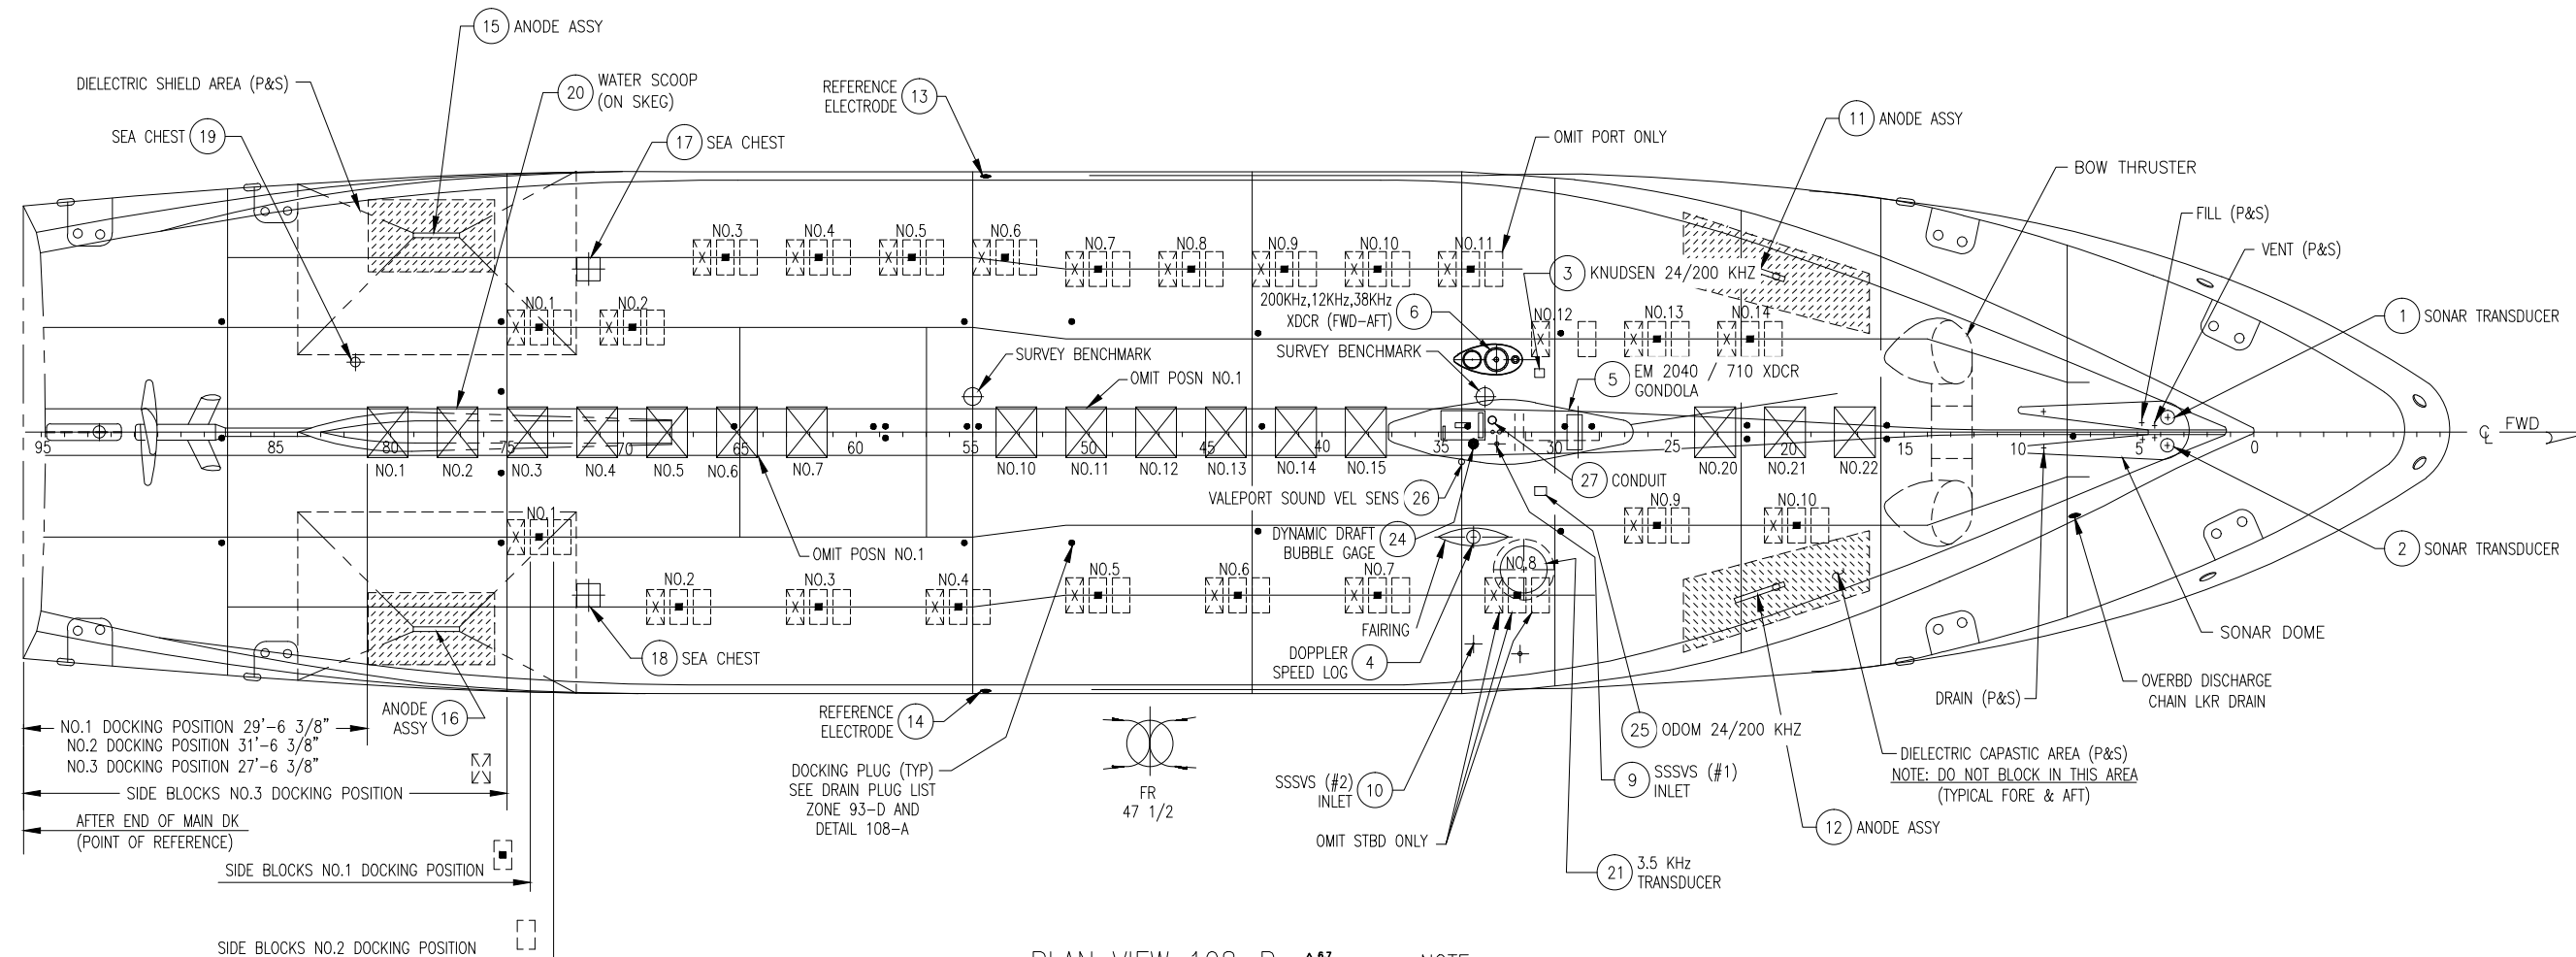 15 ANODE ASSY
DIELECTRIC SHIELD AREA (P&S)
20 WATER SCOOP
(ON SKEG)
SEA CHEST 19
17 SEA CHEST
REFERENCE
ELECTRODE 13
OMIT PORT ONLY
11 ANODE ASSY
BOW THRUSTER
FILL (P&S)
VENT (P&S)
1 SONAR TRANSDUCER
NO.3 NO.4 NO.5 NO.6 NO.7 NO.8 NO.9 NO.10 NO.11
3 KNUDSEN 24/200 KHZ
200KHz,12KHz,38KHz
XDCR (FWD-AFT) 6
NO.1 NO.2
NO.12 NO.13 NO.14
SURVEY BENCHMARK
SURVEY BENCHMARK
OMIT POSN NO.1
5 EM 2040 / 710 XDCR
GONDOLA
FWD
95 85 80 75 70 65 60 55 50 45 40 35 30 25 20 15 10 5 0
NO.1 NO.2 NO.3 NO.4 NO.5 NO.6 NO.7 NO.10 NO.11 NO.12 NO.13 NO.14 NO.15 NO.20 NO.21 NO.22
27 CONDUIT
VALEPORT SOUND VEL SENS 26
NO.1
NO.9 NO.10
DYNAMIC DRAFT
BUBBLE GAGE 24
OMIT POSN NO.1
2 SONAR TRANSDUCER
NO.2 NO.3 NO.4 NO.5 NO.6 NO.7 NO.8
FAIRING
SONAR DOME
18 SEA CHEST
DOPPLER
SPEED LOG 4
OVERBD DISCHARGE
CHAIN LKR DRAIN
DRAIN (P&S)
ANODE
ASSY 16
REFERENCE
ELECTRODE 14
NO.1 DOCKING POSITION 29'-6 3/8"
NO.2 DOCKING POSITION 31'-6 3/8"
NO.3 DOCKING POSITION 27'-6 3/8"
25 ODOM 24/200 KHZ
DIELECTRIC CAPASTIC AREA (P&S)
NOTE: DO NOT BLOCK IN THIS AREA
(TYPICAL FORE & AFT)
DOCKING PLUG (TYP)
SEE DRAIN PLUG LIST
ZONE 93-D AND
DETAIL 108-A
FR
47 1/2
SSSVS (#2)
INLET 10
9 SSSVS (#1)
INLET
SIDE BLOCKS NO.3 DOCKING POSITION
AFTER END OF MAIN DK
(POINT OF REFERENCE)
OMIT STBD ONLY
12 ANODE ASSY
21 3.5 KHz
TRANSDUCER
SIDE BLOCKS NO.1 DOCKING POSITION
SIDE BLOCKS NO.2 DOCKING POSITION